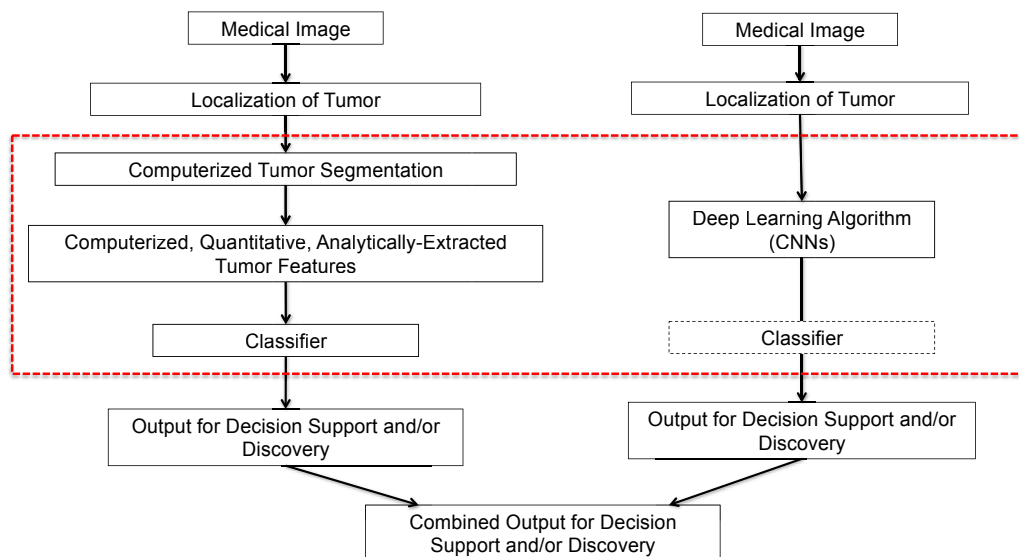 Medical Image
Localization of Tumor
Computerized Tumor Segmentation
Computerized, Quantitative, Analytically-Extracted
Tumor Features
Classifier
Output for Decision Support and/or
Discovery
Medical Image
Localization of Tumor
Deep Learning Algorithm
(CNNs)
Classifier
Output for Decision Support and/or
Discovery
Combined Output for Decision
Support and/or Discovery